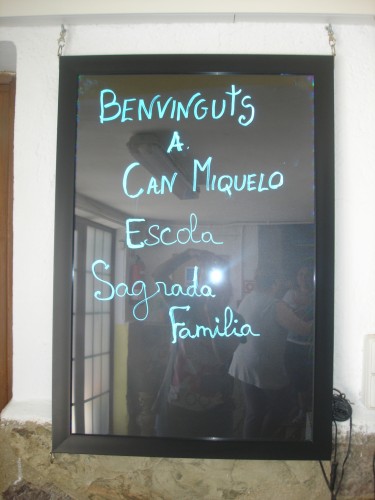 BENVINGUTS
A.
CAN MIQUELO
Escola
Sagrada
Familia